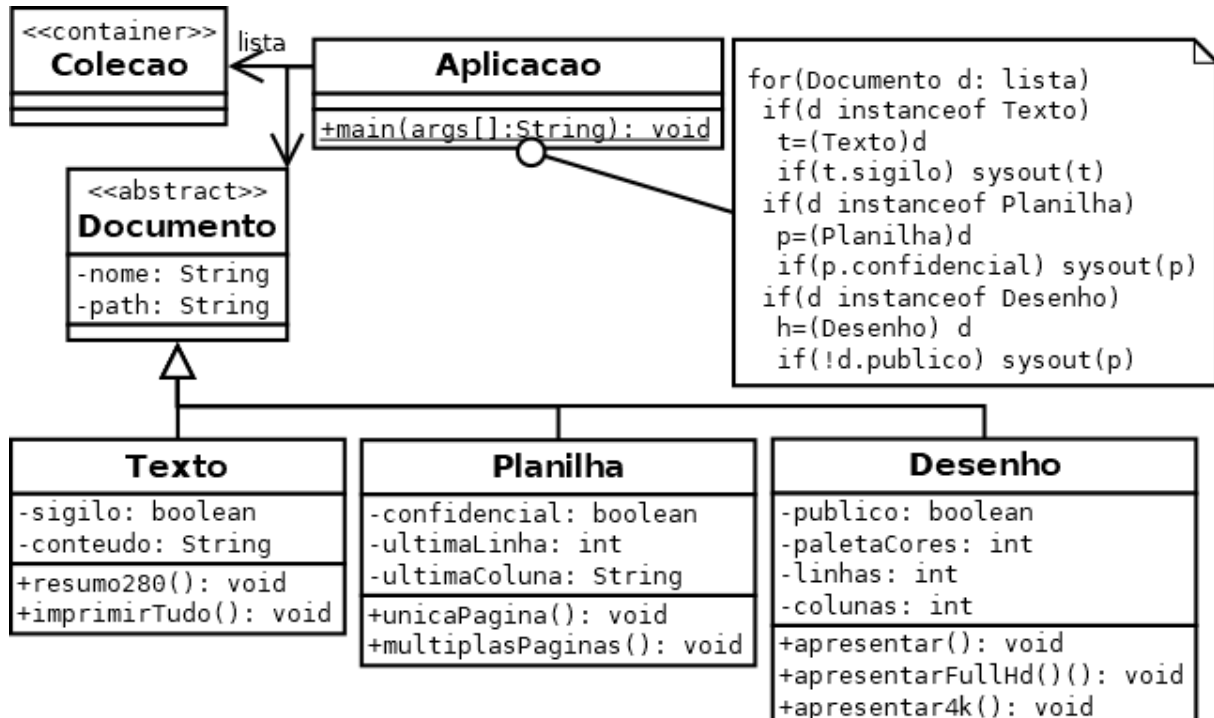 <<container>>
Colecao
lista
Aplicacao
+main(args[]:String): void
for(Documento d: lista)
if(d instanceof Texto)
t=(Texto)d
if(t.sigilo) sysout(t)
if(d instanceof Planilha)
p=(Planilha)d
if(p.confidencial) sysout(p)
if(d instanceof Desenho)
h=(Desenho) d
if(!d.publico) sysout(p)
<<abstract>>
Documento
-nome: String
-path: String
Texto
-sigilo: boolean
-conteudo: String
+resumo280(): void
+imprimirTudo(): void
Planilha
-confidencial: boolean
-ultimaLinha: int
-ultimaColuna: String
+unicaPagina(): void
+multiplasPaginas(): void
Desenho
-publico: boolean
-paletaCores: int
-linhas: int
-colunas: int
+apresentar(): void
+apresentarFullHd()(): void
+apresentar4k(): void